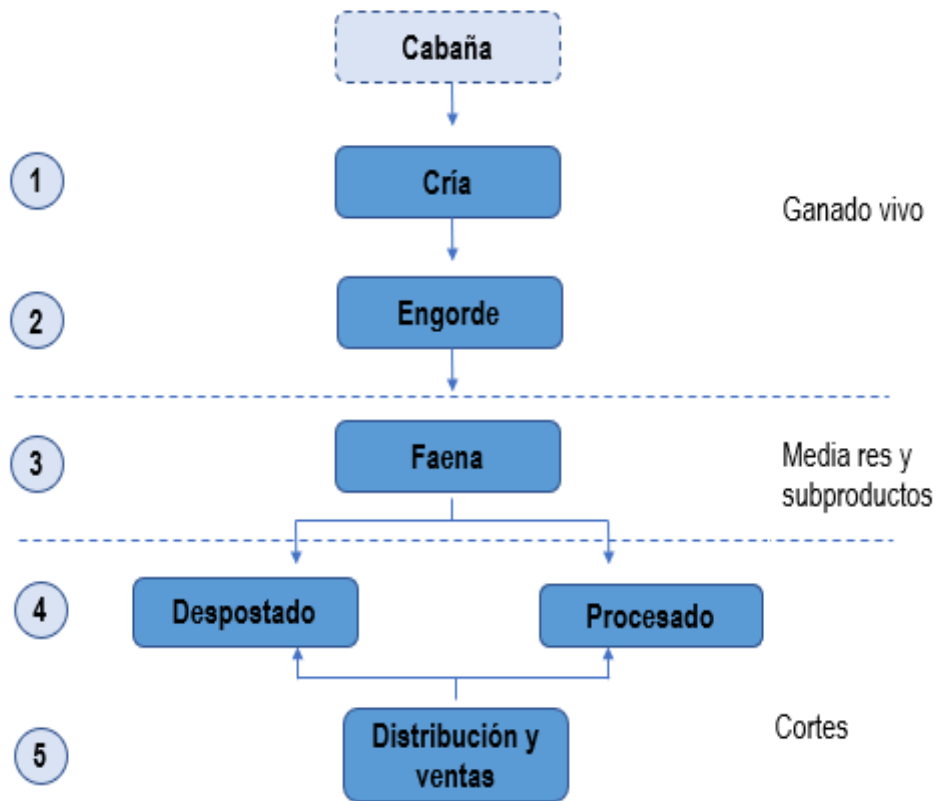 Cabaña
1
Cría
Ganado vivo
2
Engorde
3
Faena
Media res y
subproductos
4
Despostado
Procesado
5
Distribución y
ventas
Cortes